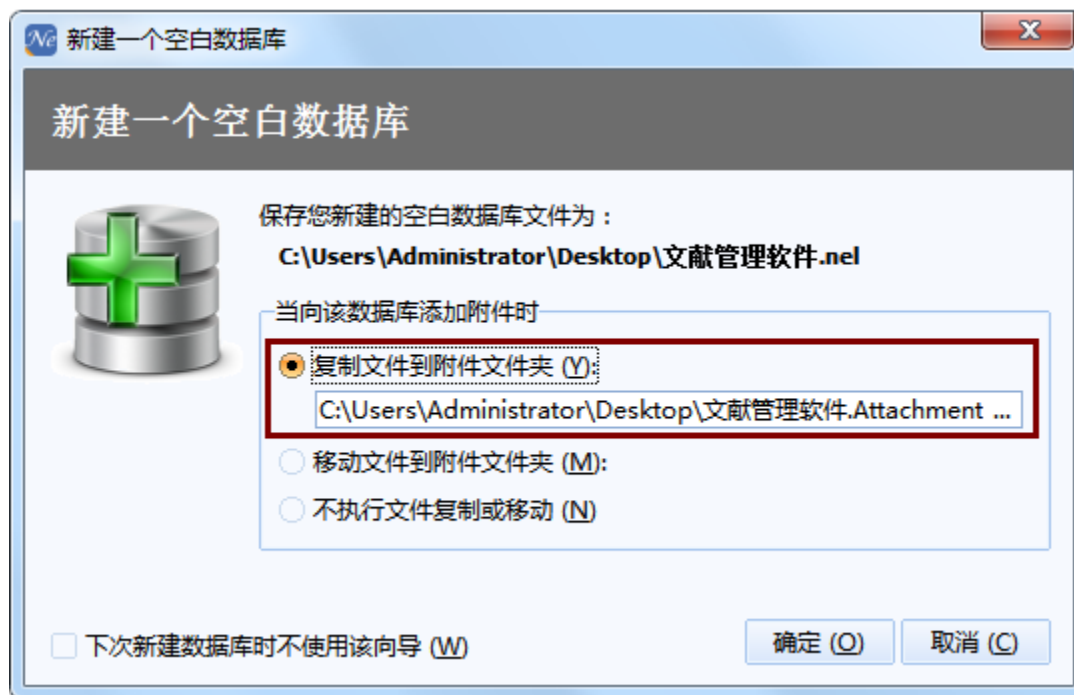 Ne 新建一个空白数据库
新建一个空白数据库
保存您新建的空白数据库文件为：
C:\Users\Administrator\Desktop\文献管理软件.nel
当向该数据库添加附件时
复制文件到附件文件夹 (Y):
C:\Users\Administrator\Desktop\文献管理软件.Attachment ...
移动文件到附件文件夹 (M):
不执行文件复制或移动 (N)
下次新建数据库时不使用该向导 (W)
确定 (O) 取消 (C)